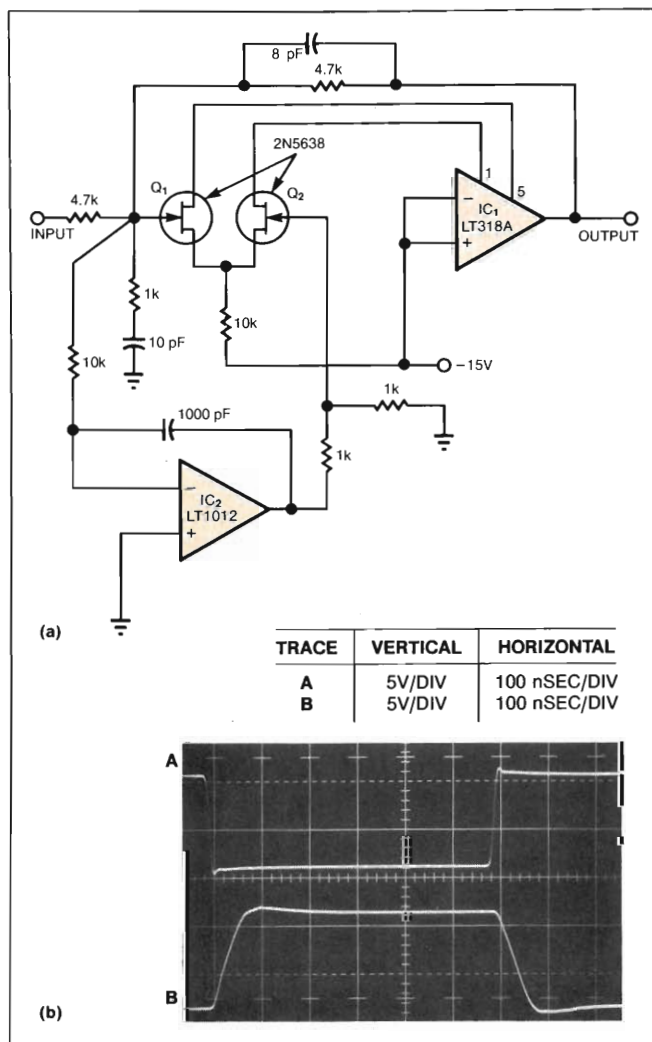 8 pF
4.7k
2N5638
Q1
Q2
1
5
4.7k
INPUT
IC1
LT318A
OUTPUT
1k
10 pF
10k
10k
−15V
1k
1000 pF
1k
IC2
LT1012
(a)
TRACE VERTICAL HORIZONTAL
A 5V/DIV 100 nSEC/DIV
B 5V/DIV 100 nSEC/DIV
A
B
(b)